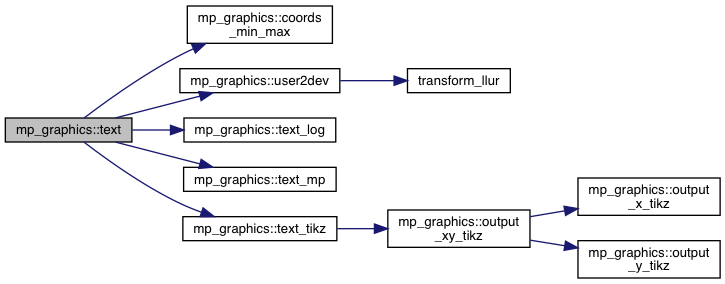 mp_graphics::coords
_min_max
mp_graphics::user2dev
transform_llur
mp_graphics::text
mp_graphics::text_log
mp_graphics::text_mp
mp_graphics::text_tikz
mp_graphics::output
_xy_tikz
mp_graphics::output
_x_tikz
mp_graphics::output
_y_tikz